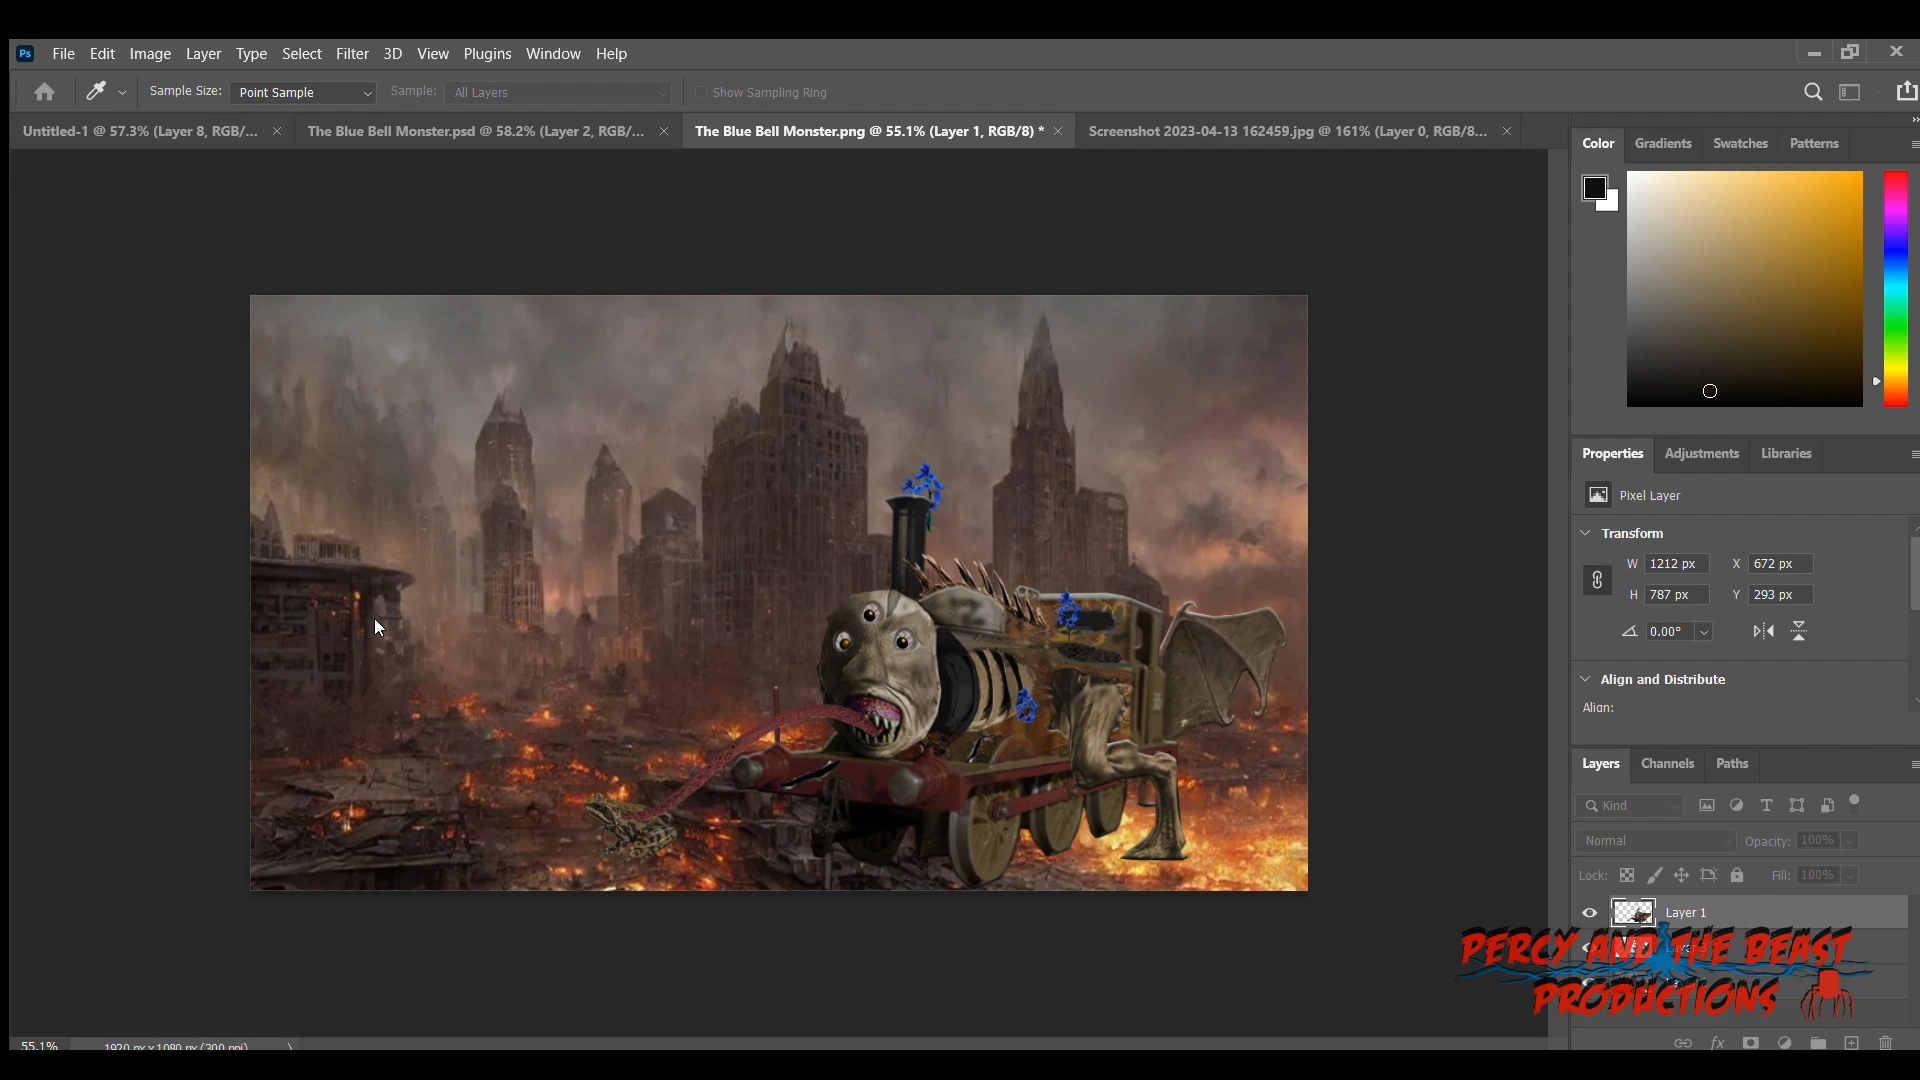 Ps File Edit Image Layer Type Select Filter 3D View Plugins Window Help
Sample Size: Point Sample Sample: All Layers Show Sampling Ring
Untitled-1 @ 57.3% (Layer 8, RGB/... The Blue Bell Monster.psd @ 58.2% (Layer 2, RGB/... The Blue Bell Monster.png @ 55.1% (Layer 1, RGB/8) * Screenshot 2023-04-13 162459.jpg @ 161% (Layer 0, RGB/8...
Color Gradients Swatches Patterns
Properties Adjustments Libraries
Pixel Layer
Transform
W 1212 px X 672 px
H 787 px Y 293 px
0.00°
Align and Distribute
Align:
Layers Channels Paths
Kind
Normal Opacity: 100%
Lock: Fill: 100%
Layer 1
PERCY AND THE BEAST
PRODUCTIONS
fx
55.1% 1920 px x 1080 px (300 ppi)